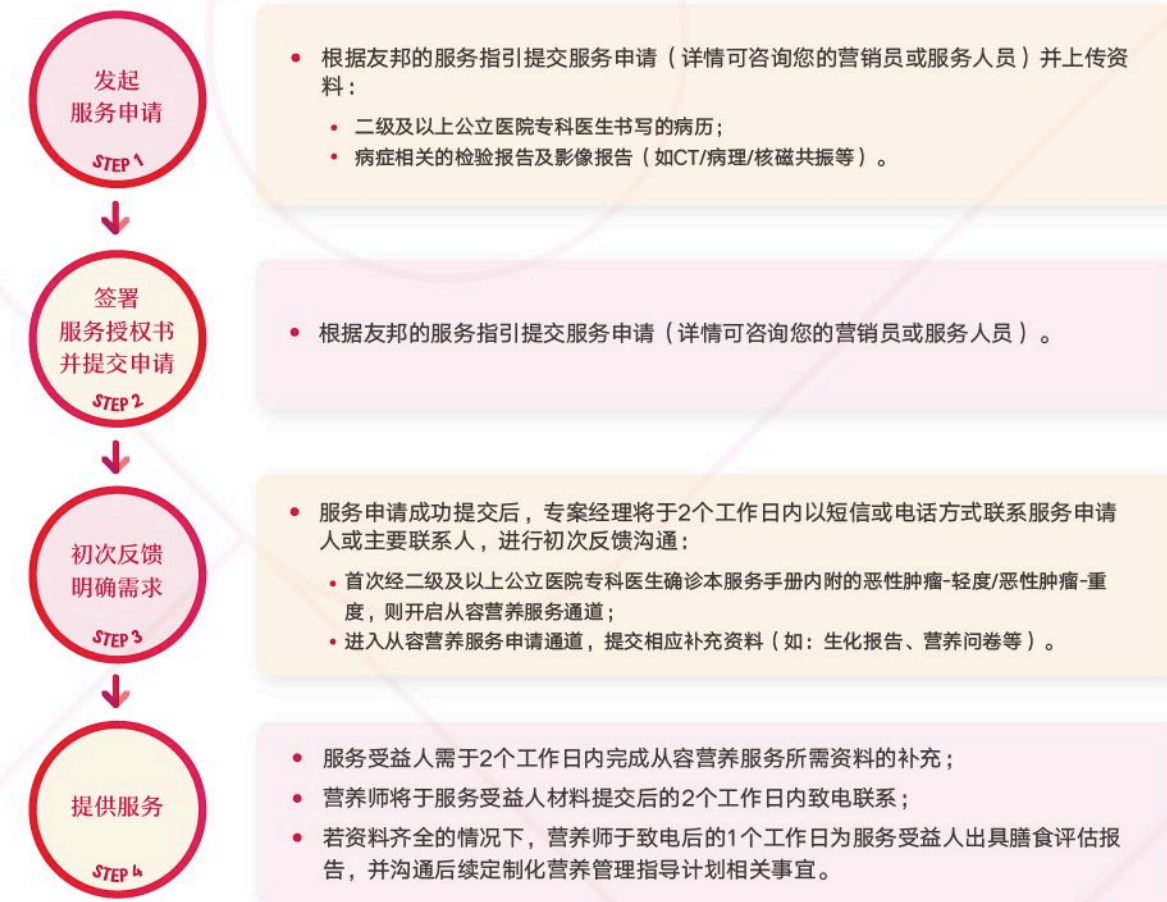 发起
服务申请
STEP 1
• 根据友邦的服务指引提交服务申请（详情可咨询您的营销员或服务人员）并上传资
料：
• 二级及以上公立医院专科医生书写的病历；
• 病症相关的检验报告及影像报告（如CT/病理/核磁共振等）。
签署
服务授权书
并提交申请
STEP 2
• 根据友邦的服务指引提交服务申请（详情可咨询您的营销员或服务人员）。
初次反馈
明确需求
STEP 3
• 服务申请成功提交后，专案经理将于2个工作日内以短信或电话方式联系服务申请
人或主要联系人，进行初次反馈沟通：
• 首次经二级及以上公立医院专科医生确诊本服务手册内附的恶性肿瘤-轻度/恶性肿瘤-重
度，则开启从容营养服务通道；
• 进入从容营养服务申请通道，提交相应补充资料（如：生化报告、营养问卷等）。
提供服务
STEP 4
• 服务受益人需于2个工作日内完成从容营养服务所需资料的补充；
• 营养师将于服务受益人材料提交后的2个工作日内致电联系；
• 若资料齐全的情况下，营养师于致电后的1个工作日为服务受益人出具膳食评估报
告，并沟通后续定制化营养管理指导计划相关事宜。